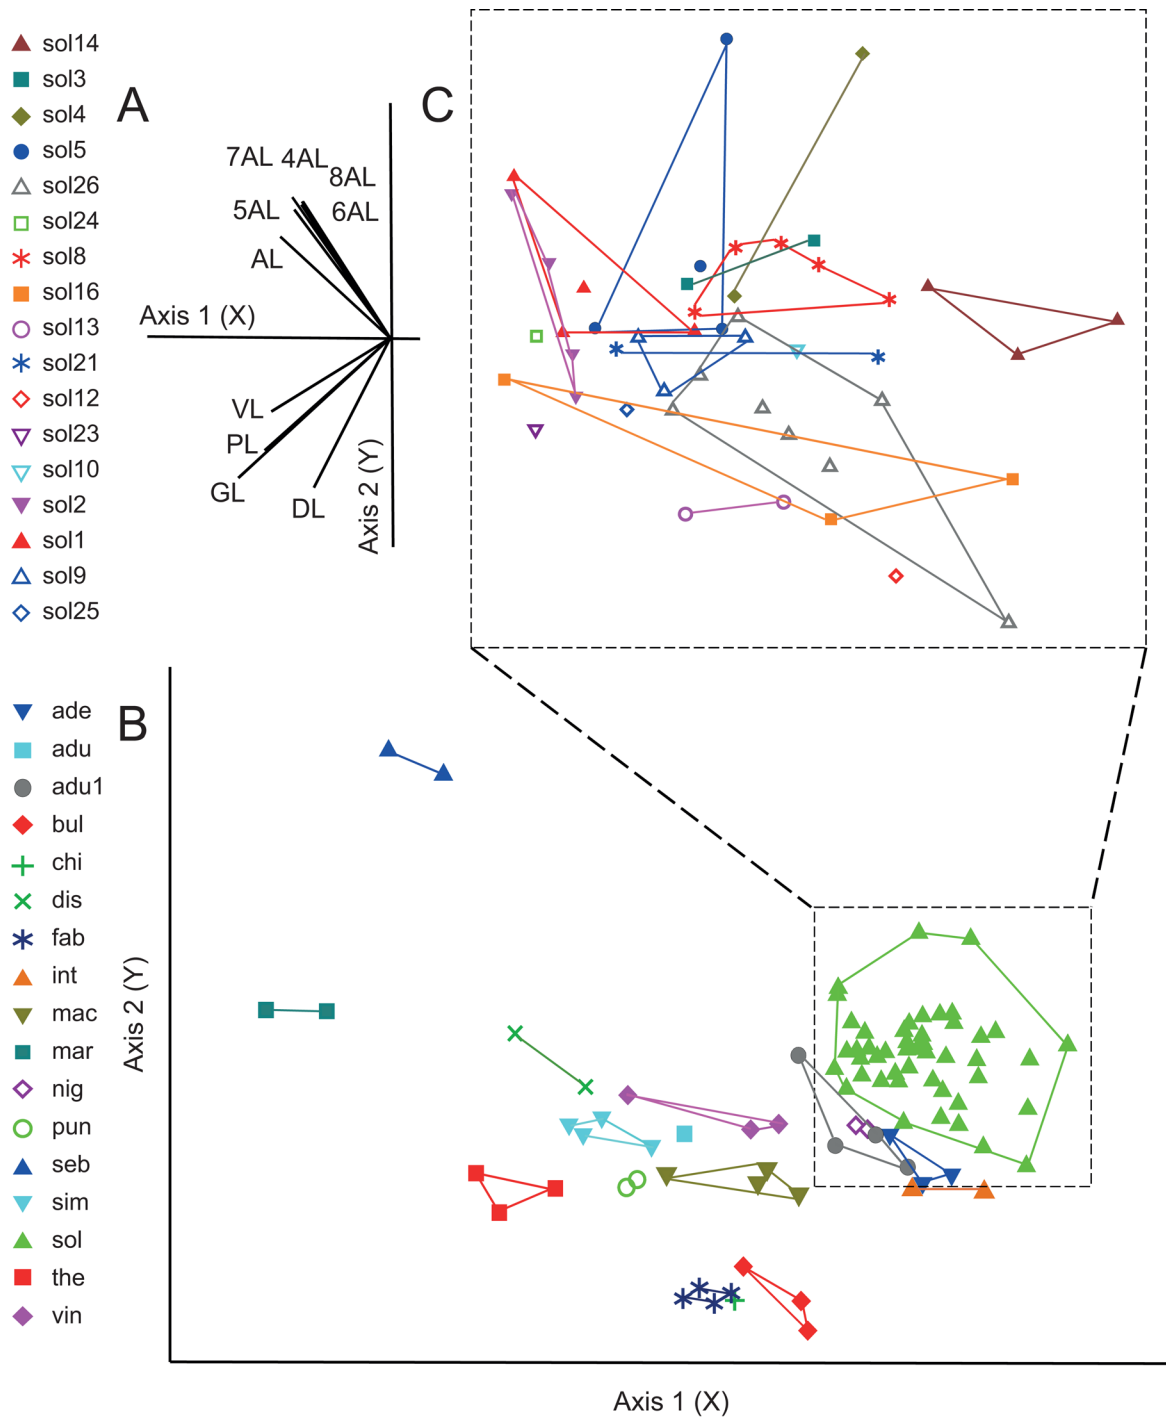 sol14
sol3
sol4
sol5
sol26
sol24
sol8
sol16
sol13
sol21
sol12
sol23
sol10
sol2
sol1
sol9
sol25
A
7AL 4AL
8AL
5AL
6AL
AL
Axis 1 (X)
VL
PL
GL
DL
Axis 2 (Y)
C
ade
adu
adu1
bul
chi
dis
fab
int
mac
mar
nig
pun
seb
sim
sol
the
vin
B
Axis 2 (Y)
Axis 1 (X)